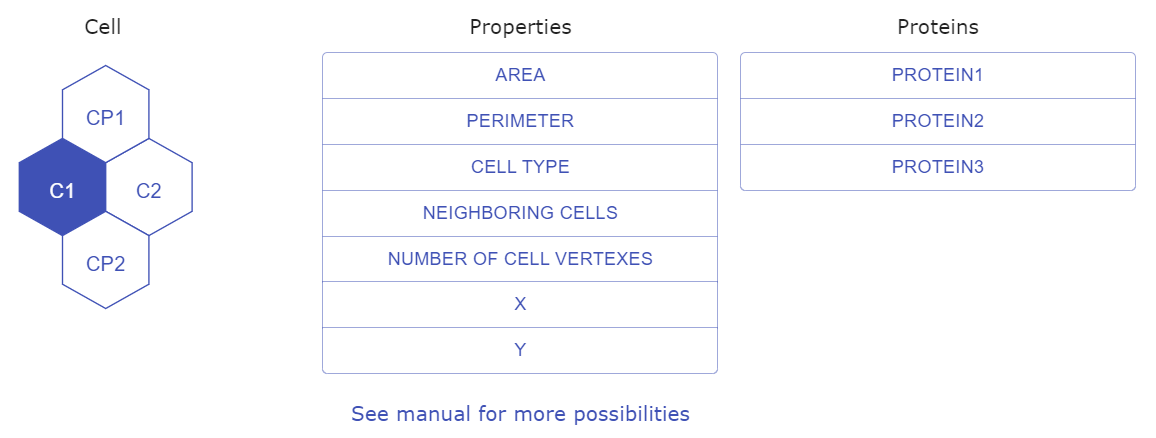 Cell
CP1
C1
C2
CP2
Properties
AREA
PERIMETER
CELL TYPE
NEIGHBORING CELLS
NUMBER OF CELL VERTEXES
X
Y
See manual for more possibilities
Proteins
PROTEIN1
PROTEIN2
PROTEIN3